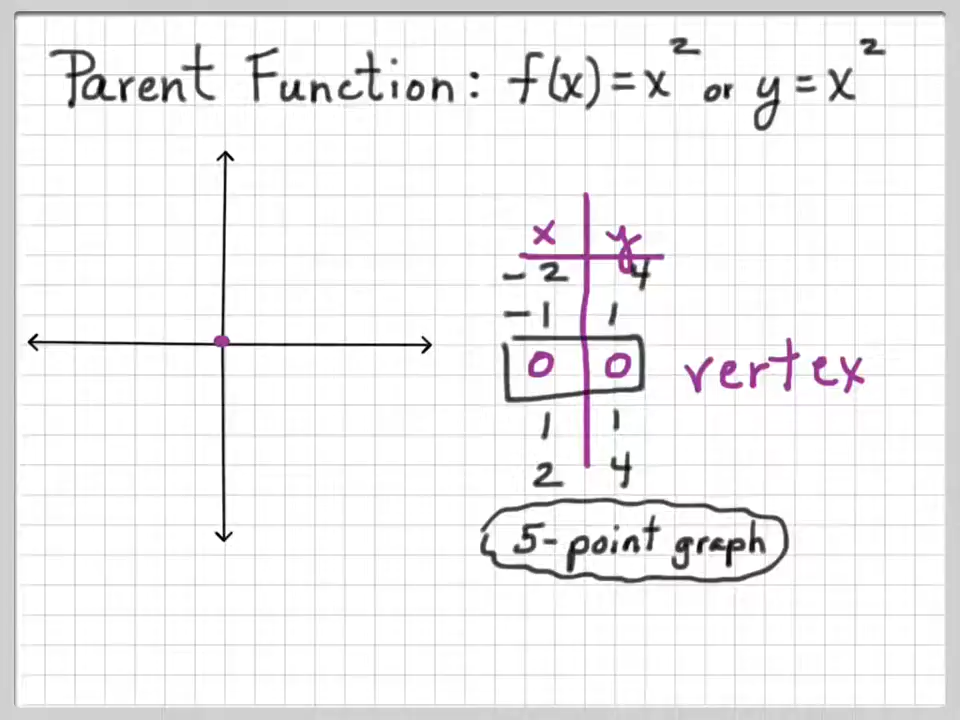 Parent Function: f(x) = x² or y = x²
x y
-2 4
-1 1
0 0 vertex
1 1
2 4
5-point graph